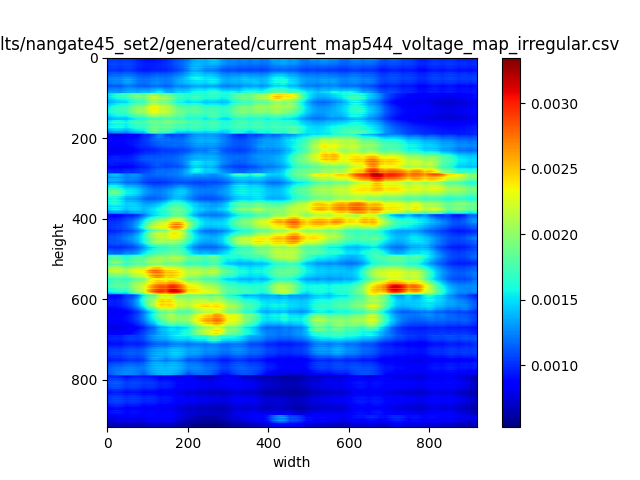 lts/nangate45_set2/generated/current_map544_voltage_map_irregular.csv
0
200
400
600
800
height
0 200 400 600 800
width
0.0030
0.0025
0.0020
0.0015
0.0010